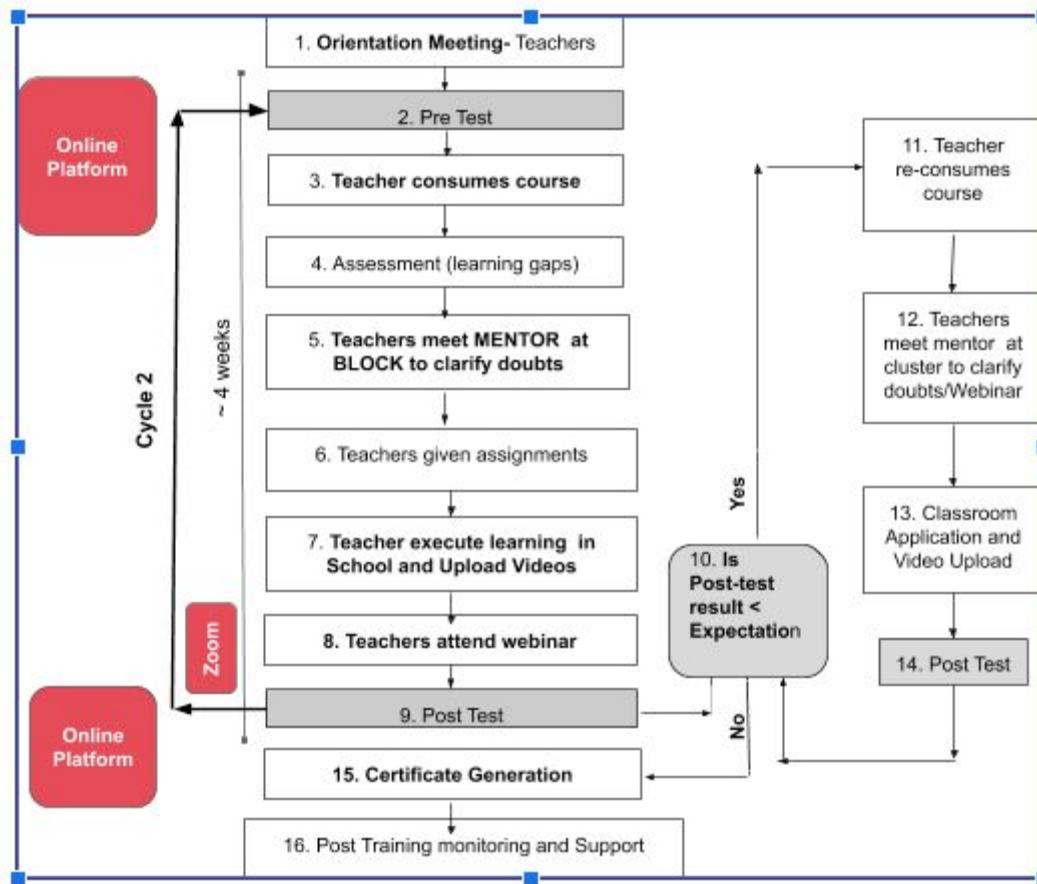 1. Orientation Meeting- Teachers
Online
Platform
2. Pre Test
3. Teacher consumes course
4. Assessment (learning gaps)
5. Teachers meet MENTOR at
BLOCK to clarify doubts
6. Teachers given assignments
7. Teacher execute learning in
School and Upload Videos
8. Teachers attend webinar
9. Post Test
Cycle 2
~ 4 weeks
Zoom
Online
Platform
10. Is
Post-test
result <
Expectation
Yes
No
11. Teacher
re-consumes
course
12. Teachers
meet mentor at
cluster to clarify
doubts/Webinar
13. Classroom
Application and
Video Upload
14. Post Test
15. Certificate Generation
16. Post Training monitoring and Support